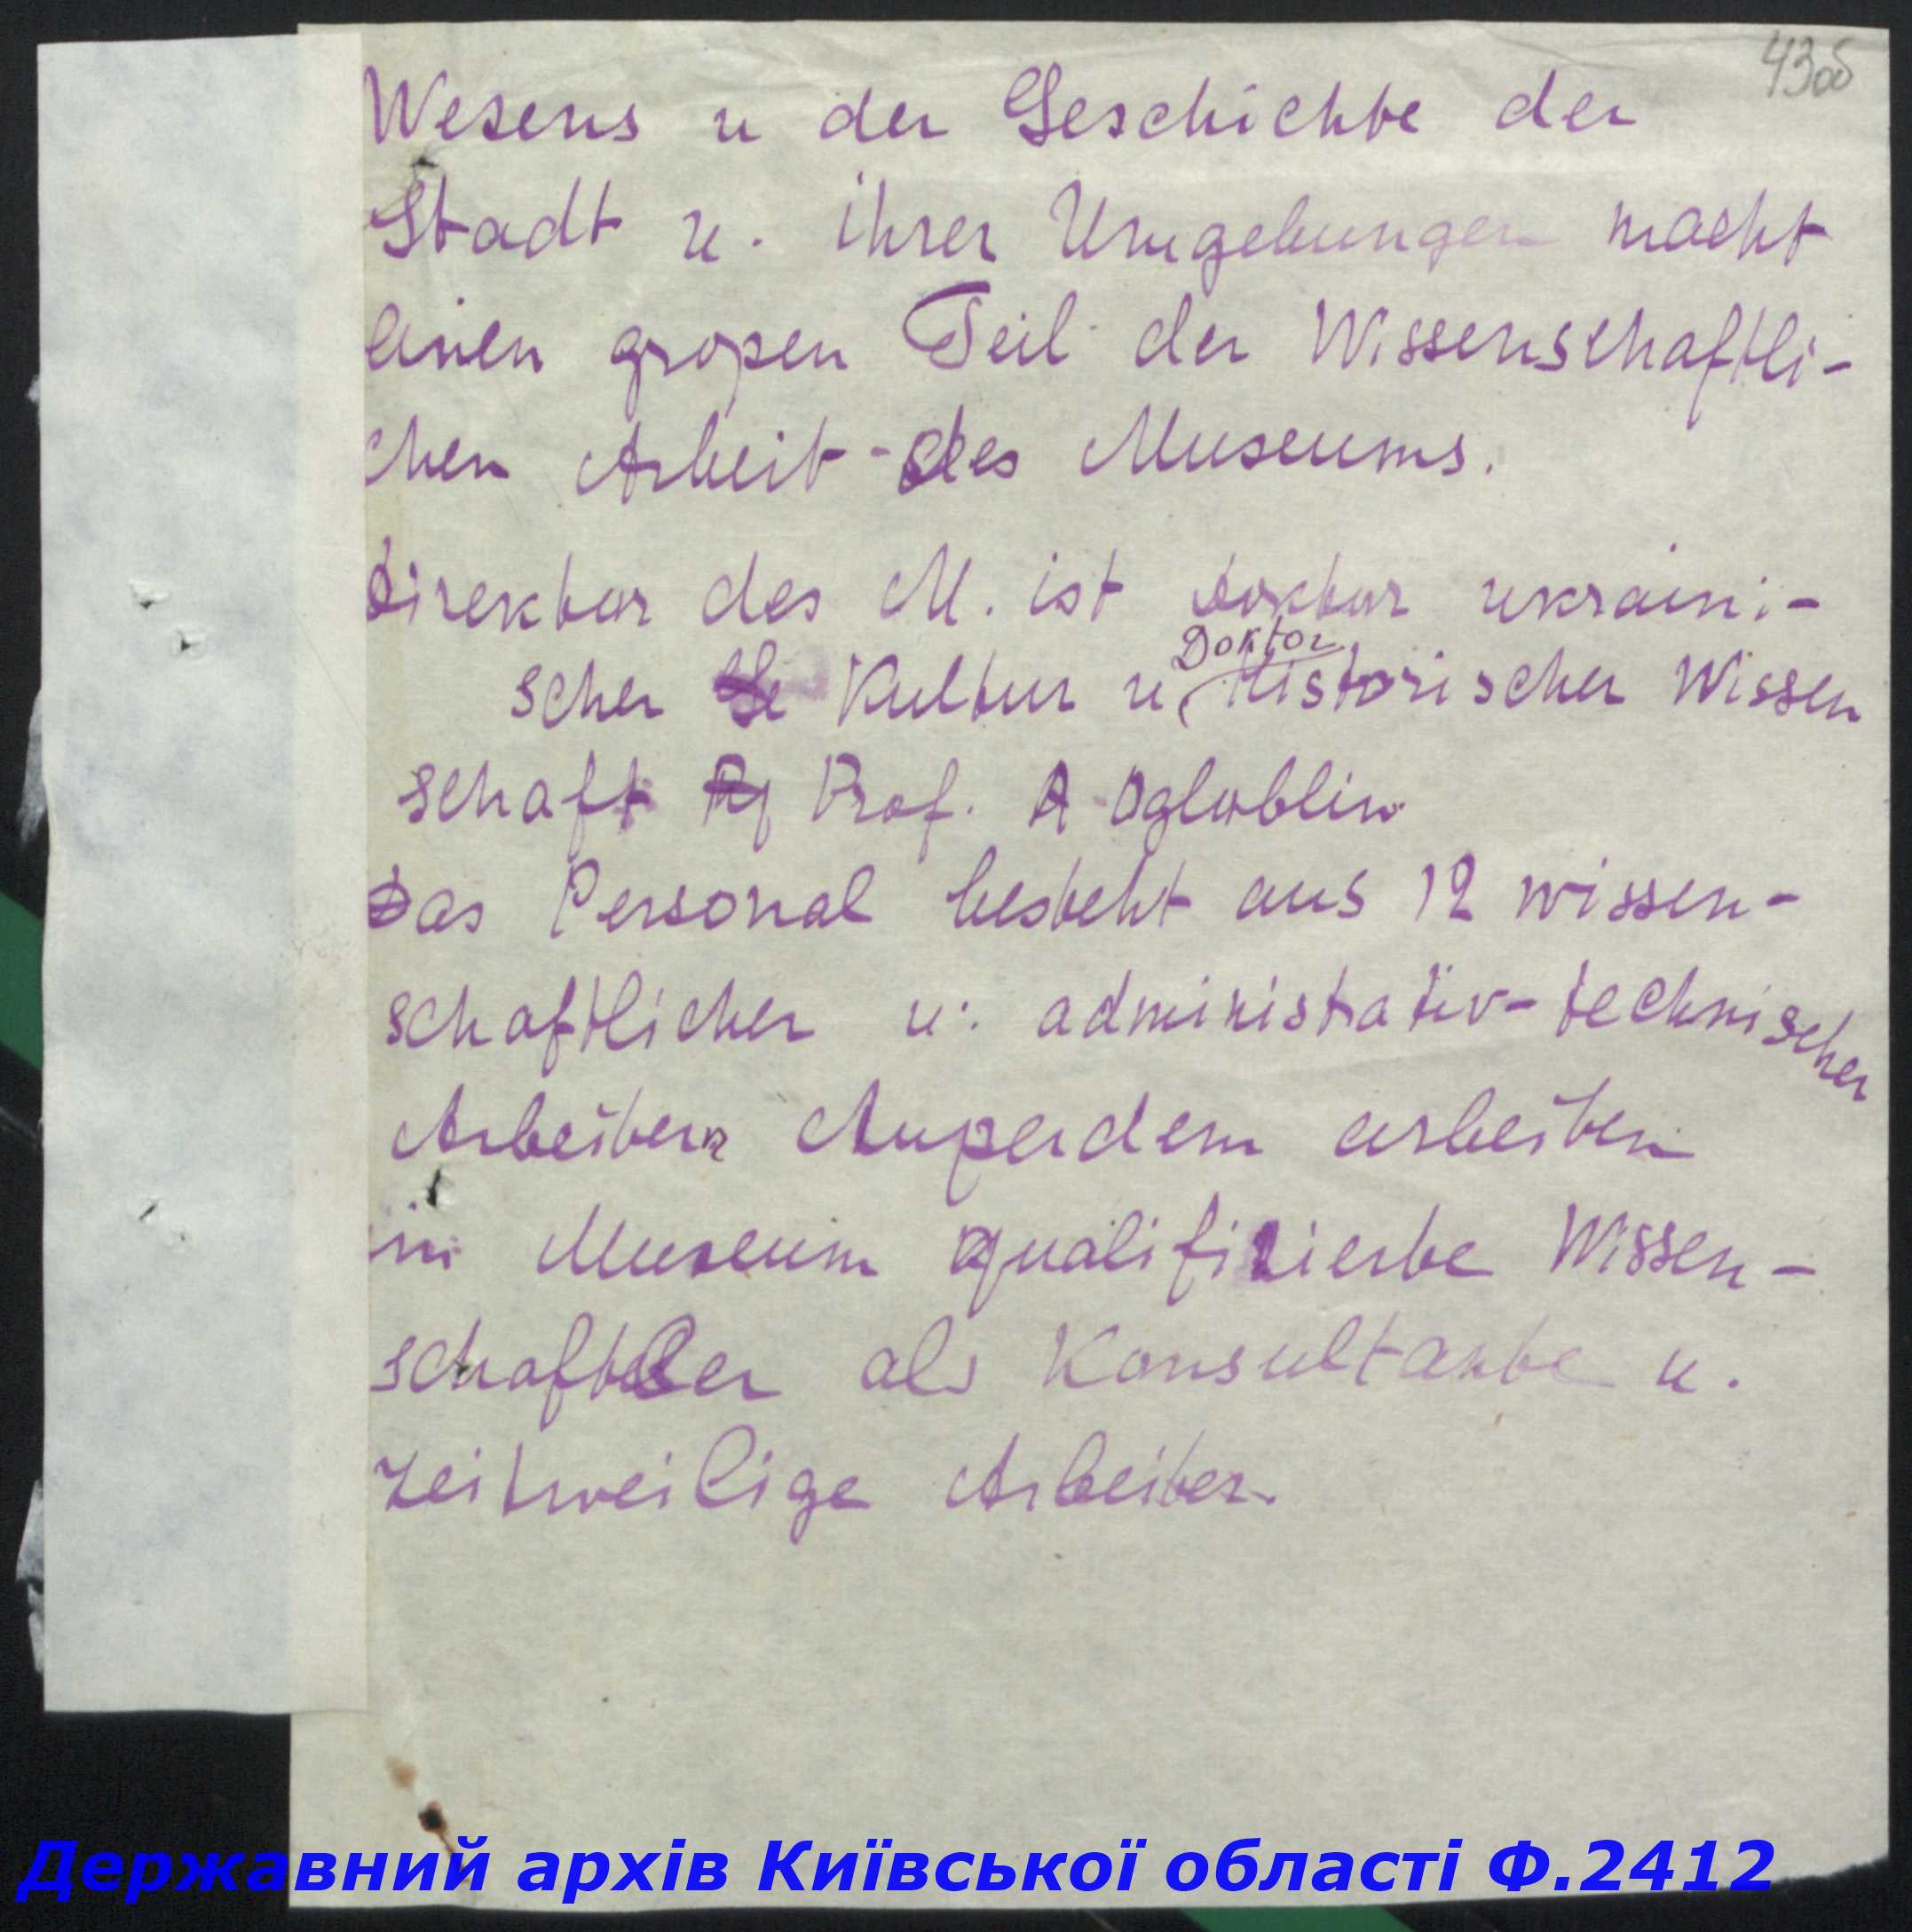 43об
Wesens u der Geschichte der
Stadt u. ihrer Umgebungen macht
einen großen Teil der Wissenschaftli-
chen Arbeit des Museums.
Direktor des M. ist Doktor ukraini-
scher Kultur u. Doktor historischer Wissen
schaft Prof. A. Ogloblin
Das Personal besteht aus 12 wissen-
schaftlicher u. administativ-technischer
Arbeitern Außerdem arbeiten
im Museum qualifizierte Wissen-
schaftler als Konsultante u.
zeitweilige Arbeiter.
Державний архів Київської області Ф.2412